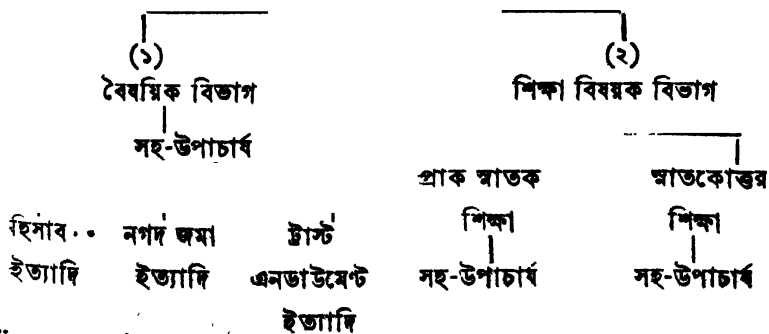 (১) (২)
বৈষয়িক বিভাগ শিক্ষা বিষয়ক বিভাগ
সহ-উপাচার্য
প্রাক স্নাতক স্নাতকোত্তর
হিসাব নগদ জমা ট্রাস্ট শিক্ষা শিক্ষা
ইত্যাদি ইত্যাদি এনডাউমেণ্ট সহ-উপাচার্য সহ-উপাচার্য
ইত্যাদি